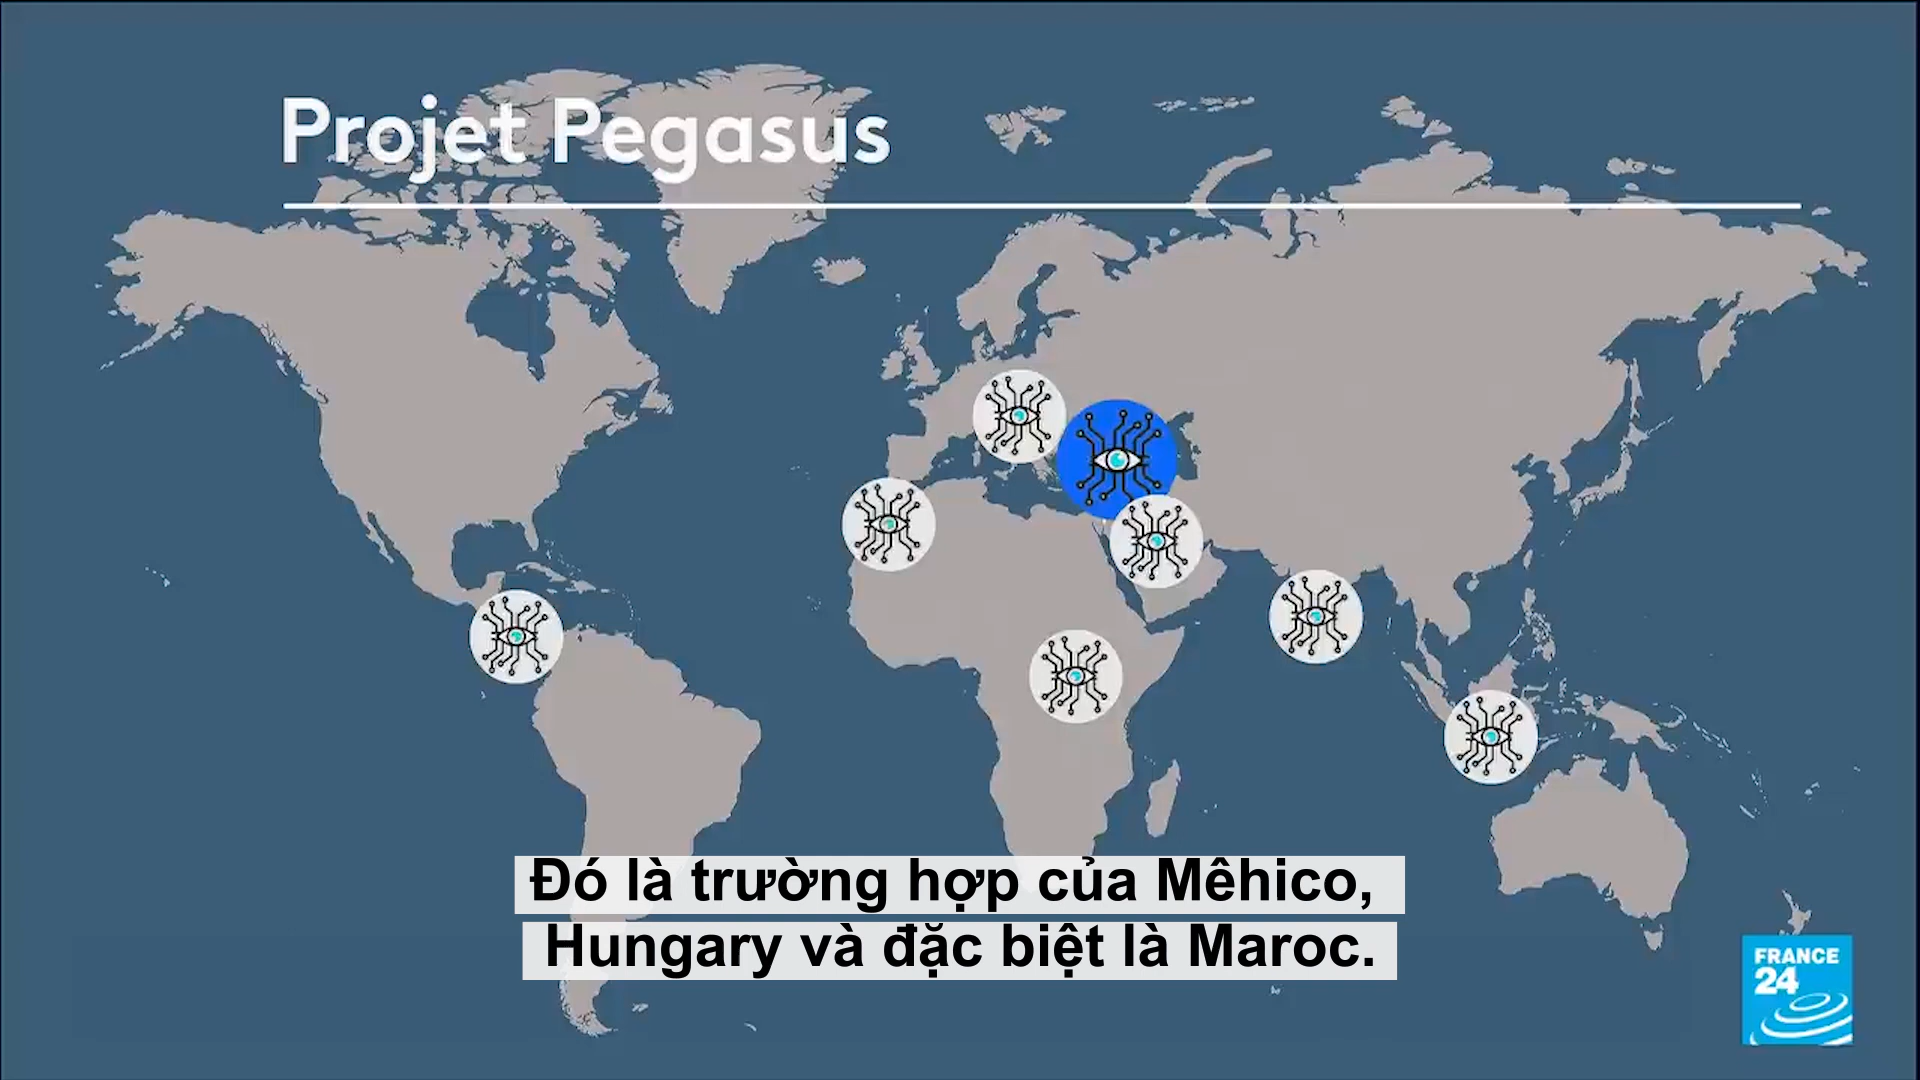 Projet Pegasus
Đó là trường hợp của Mêhico,
Hungary và đặc biệt là Maroc.
FRANCE
24